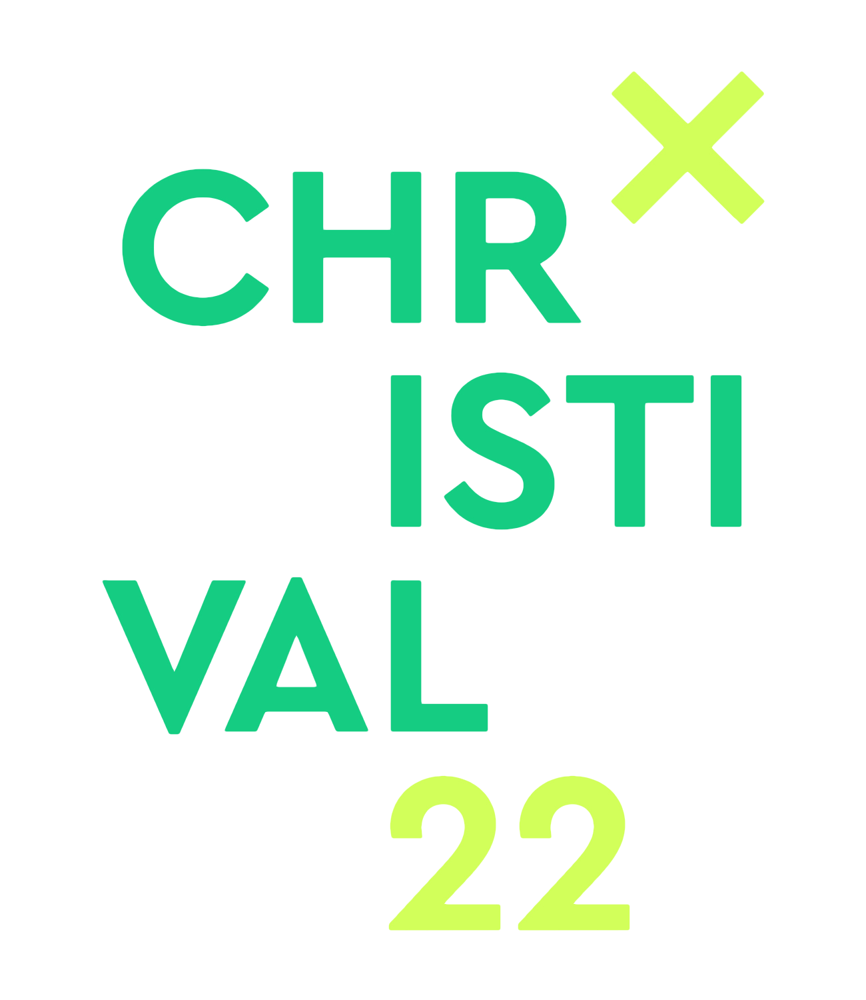 CHR
ISTI
VAL
22